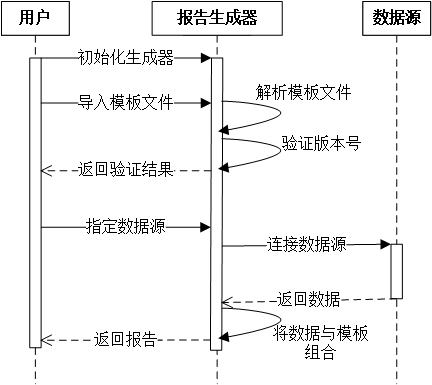 用户
报告生成器
数据源
初始化生成器
导入模板文件
解析模板文件
验证版本号
返回验证结果
指定数据源
连接数据源
返回数据
将数据与模板
组合
返回报告